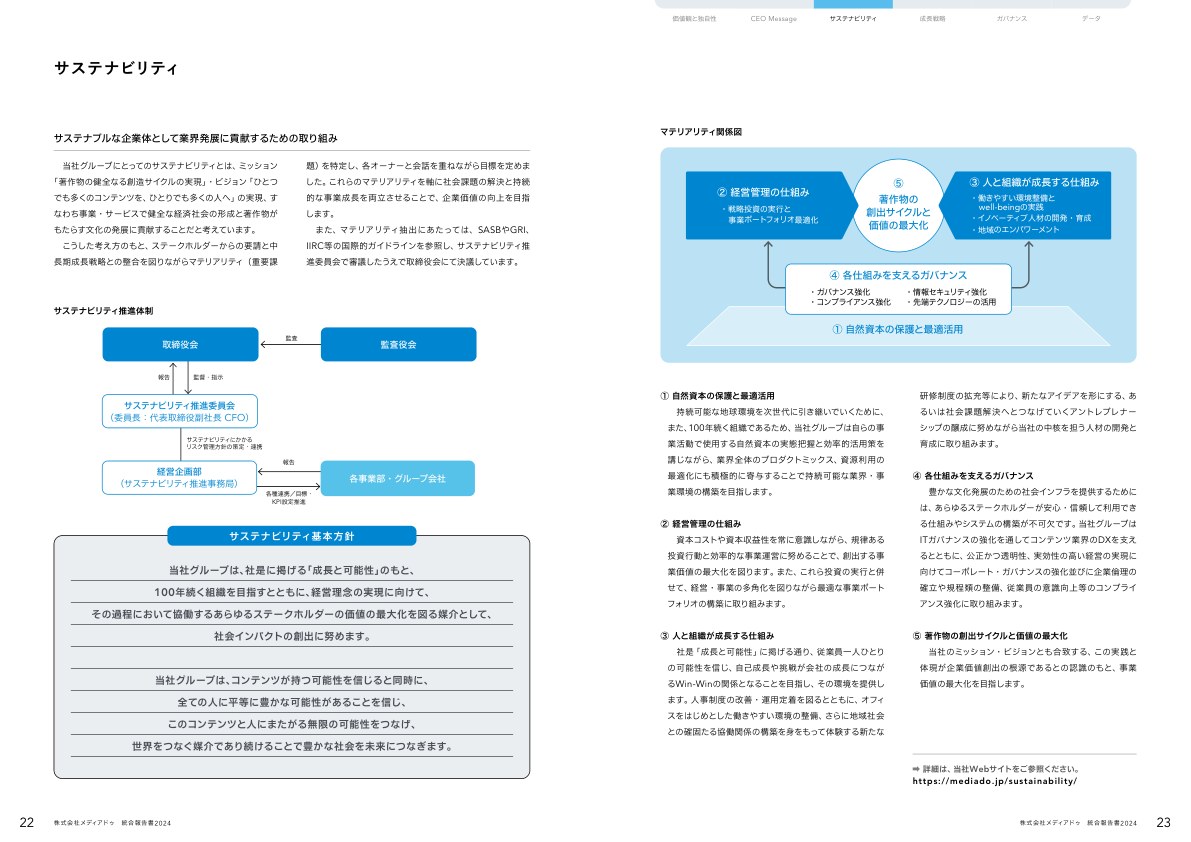 価値観と独自性
CEO Message
サステナビリティ
成長戦略
ガバナンス
データ
サステナビリティ
サステナブルな企業体として業界発展に貢献するための取り組み
当社グループにとってのサステナビリティとは、ミッション
「著作物の健全なる創造サイクルの実現」・ビジョン「ひとつ
でも多くのコンテンツを、ひとりでも多くの人へ」の実現、す
なわち事業・サービスで健全な経済社会の形成と著作物が
もたらす文化の発展に貢献することだと考えています。
こうした考え方のもと、ステークホルダーからの要請と中
長期成長戦略との整合を図りながらマテリアリティ（重要課
題）を特定し、各オーナーと会話を重ねながら目標を定めま
した。これらのマテリアリティを軸に社会課題の解決と持続
的な事業成長を両立させることで、企業価値の向上を目指
します。
また、マテリアリティ抽出にあたっては、SASBやGRI、
IIRC等の国際的ガイドラインを参照し、サステナビリティ推
進委員会で審議したうえで取締役会にて決議しています。
サステナビリティ推進体制
取締役会
監査
監査役会
報告
監督・指示
サステナビリティ推進委員会
（委員長：代表取締役副社長 CFO）
サステナビリティにかかる
リスク管理方針の策定・連携
経営企画部
（サステナビリティ推進事務局）
報告
各種連携／目標・
KPI設定推進
各事業部・グループ会社
サステナビリティ基本方針
当社グループは、社是に掲げる「成長と可能性」のもと、
100年続く組織を目指すとともに、経営理念の実現に向けて、
その過程において協働するあらゆるステークホルダーの価値の最大化を図る媒介として、
社会インパクトの創出に努めます。
当社グループは、コンテンツが持つ可能性を信じると同時に、
全ての人に平等に豊かな可能性があることを信じ、
このコンテンツと人にまたがる無限の可能性をつなげ、
世界をつなぐ媒介であり続けることで豊かな社会を未来につなぎます。
22
株式会社メディアドゥ 統合報告書2024
マテリアリティ関係図
② 経営管理の仕組み
・戦略投資の実行と
事業ポートフォリオ最適化
⑤
著作物の
創出サイクルと
価値の最大化
③ 人と組織が成長する仕組み
・働きやすい環境整備と
well-beingの実践
・イノベーティブ人材の開発・育成
・地域のエンパワーメント
④ 各仕組みを支えるガバナンス
・ガバナンス強化
・情報セキュリティ強化
・コンプライアンス強化
・先端テクノロジーの活用
① 自然資本の保護と最適活用
① 自然資本の保護と最適活用
持続可能な地球環境を次世代に引き継いでいくために、
また、100年続く組織であるため、当社グループは自らの事
業活動で使用する自然資本の実態把握と効率的活用策を
講じながら、業界全体のプロダクトミックス、資源利用の
最適化にも積極的に寄与することで持続可能な業界・事
業環境の構築を目指します。
② 経営管理の仕組み
資本コストや資本収益性を常に意識しながら、規律ある
投資行動と効率的な事業運営に努めることで、創出する事
業価値の最大化を図ります。また、これら投資の実行と併
せて、経営・事業の多角化を図りながら最適な事業ポート
フォリオの構築に取り組みます。
③ 人と組織が成長する仕組み
社是「成長と可能性」に掲げる通り、従業員一人ひとり
の可能性を信じ、自己成長や挑戦が会社の成長につなが
るWin-Winの関係となることを目指し、その環境を提供し
ます。人事制度の改善・運用定着を図るとともに、オフィ
スをはじめとした働きやすい環境の整備、さらに地域社会
との確固たる協働関係の構築を身をもって体験する新たな
研修制度の拡充等により、新たなアイデアを形にする、あ
るいは社会課題解決へとつなげていくアントレプレナー
シップの醸成に努めながら当社の中核を担う人材の開発と
育成に取り組みます。
④ 各仕組みを支えるガバナンス
豊かな文化発展のための社会インフラを提供するために
は、あらゆるステークホルダーが安心・信頼して利用でき
る仕組みやシステムの構築が不可欠です。当社グループは
ITガバナンスの強化を通してコンテンツ業界のDXを支え
るとともに、公正かつ透明性、実効性の高い経営の実現に
向けてコーポレート・ガバナンスの強化並びに企業倫理の
確立や規程類の整備、従業員の意識向上等のコンプライ
アンス強化に取り組みます。
⑤ 著作物の創出サイクルと価値の最大化
当社のミッション・ビジョンとも合致する、この実践と
体現が企業価値創出の根源であるとの認識のもと、事業
価値の最大化を目指します。
➡ 詳細は、当社Webサイトをご参照ください。
https://mediado.jp/sustainability/
株式会社メディアドゥ 統合報告書2024
23